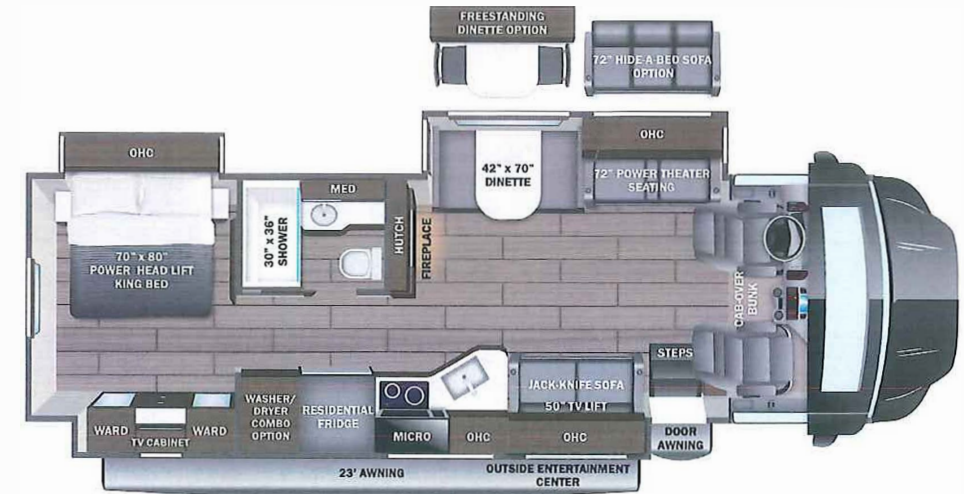 FREESTANDING
DINETTE OPTION
72" HIDE-A-BED SOFA
OPTION
OHC
OHC
MED
42" x 70"
DINETTE
72" POWER THEATER
SEATING
30" x 36"
SHOWER
HUTCH
FIREPLACE
70" x 80"
POWER HEAD LIFT
KING BED
CAB-OVER
BUNK
STEPS
JACK-KNIFE SOFA
50" TV LIFT
WASHER/
DRYER
COMBO
OPTION
RESIDENTIAL
FRIDGE
WARD
TV CABINET
WARD
MICRO
OHC
OHC
DOOR
AWNING
23' AWNING
OUTSIDE ENTERTAINMENT
CENTER